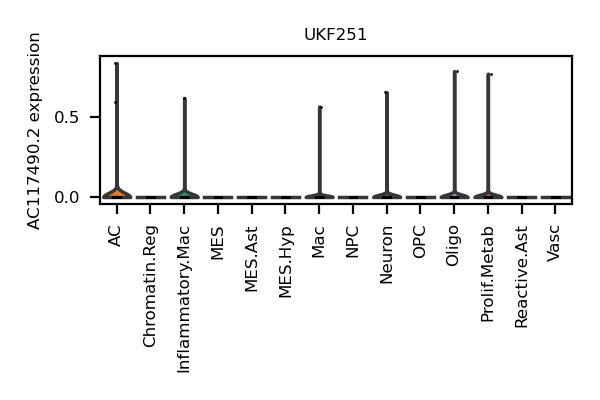 UKF251
AC117490.2 expression
0.5
0.0
AC
Chromatin.Reg
Inflammatory.Mac
MES
MES.Ast
MES.Hyp
Mac
NPC
Neuron
OPC
Oligo
Prolif.Metab
Reactive.Ast
Vasc